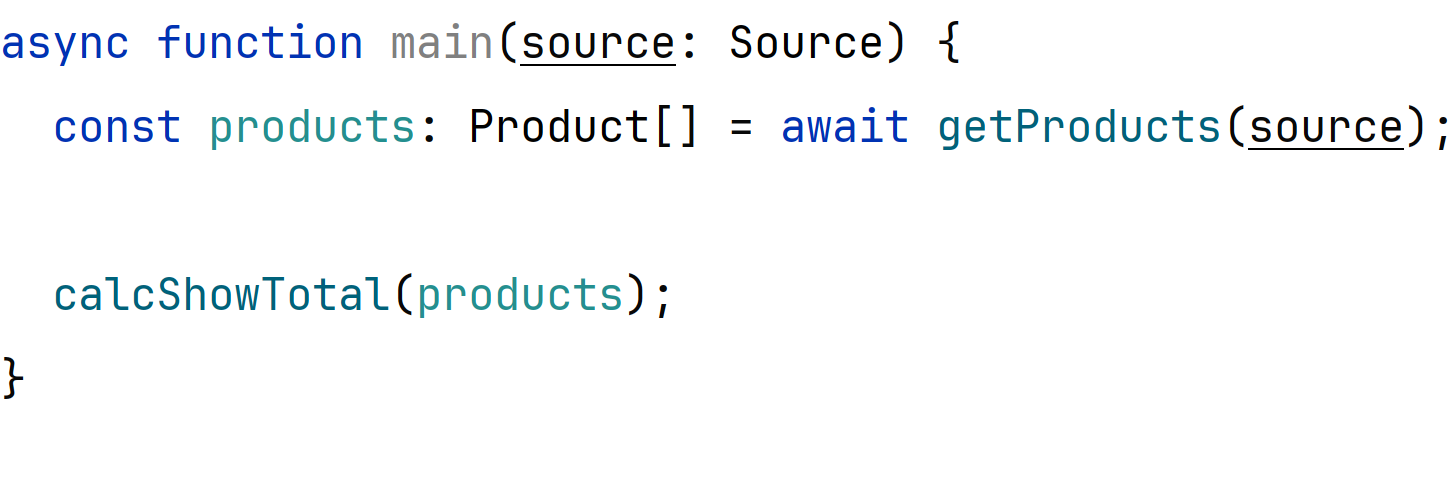 async function main(source: Source) {
  const products: Product[] = await getProducts(source);

  calcShowTotal(products);
}